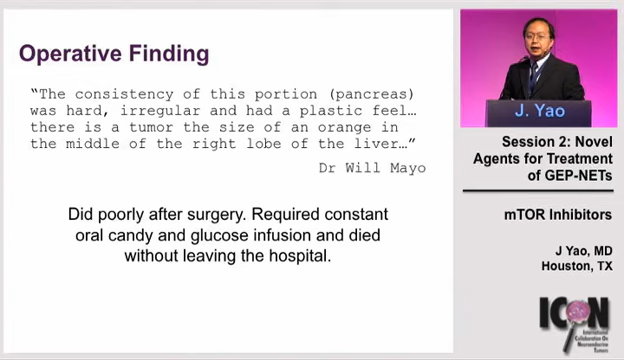 Operative Finding
“The consistency of this portion (pancreas)
was hard, irregular and had a plastic feel…
there is a tumor the size of an orange in
the middle of the right lobe of the liver…”
Dr Will Mayo
Did poorly after surgery. Required constant
oral candy and glucose infusion and died
without leaving the hospital.
J. Yao
Session 2: Novel
Agents for Treatment
of GEP-NETs
mTOR Inhibitors
J Yao, MD
Houston, TX
ICON
International
Collaboration On
Neuroendocrine
Tumors